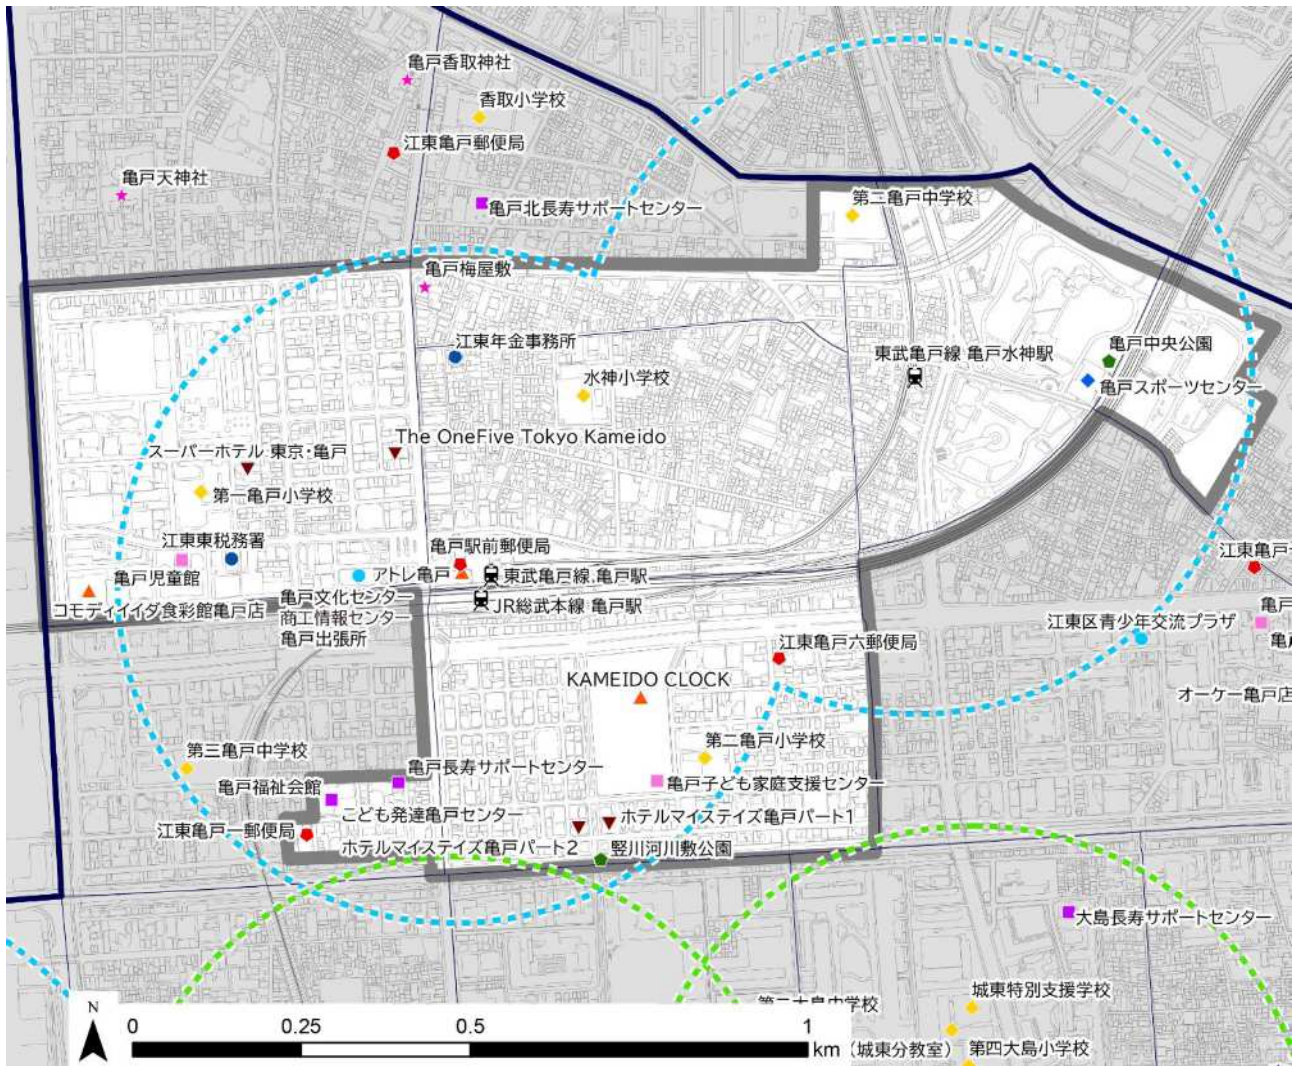 亀戸香取神社
香取小学校
江東亀戸郵便局
亀戸天神社
亀戸北長寿サポートセンター
第二亀戸中学校
亀戸梅屋敷
江東年金事務所
東武亀戸線 亀戸水神駅
亀戸中央公園
水神小学校
亀戸スポーツセンター
The OneFive Tokyo Kameido
スーパーホテル 東京・亀戸
第一亀戸小学校
江東東税務署
亀戸駅前郵便局
亀戸児童館
アトレ亀戸
東武亀戸線 亀戸駅
コモディイイダ食彩館亀戸店
亀戸文化センター
商工情報センター
亀戸出張所
JR総武本線 亀戸駅
江東亀戸
亀戸
江東区青少年交流プラザ
江東亀戸六郵便局
KAMEIDO CLOCK
オーケー亀戸店
第三亀戸中学校
第二亀戸小学校
亀戸長寿サポートセンター
亀戸福祉会館
亀戸子ども家庭支援センター
こども発達亀戸センター
江東亀戸一郵便局
ホテルマイステイズ亀戸パート1
ホテルマイステイズ亀戸パート2
竪川河川敷公園
大島長寿サポートセンター
城東特別支援学校
(城東分教室)
第四大島小学校
N
0 0.25 0.5 1
km